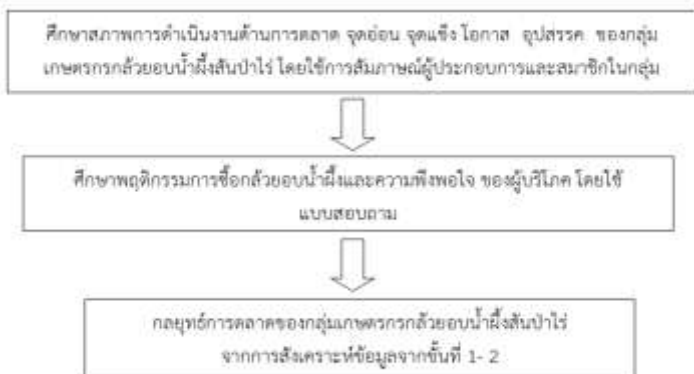 ศึกษาสภาพการดำเนินงานด้านการตลาด จุดอ่อน จุดแข็ง โอกาส อุปสรรค ของกลุ่ม
เกษตรกรกล้วยอบน้ำผึ้งสันป่าไร่ โดยใช้การสัมภาษณ์ผู้ประกอบการและสมาชิกในกลุ่ม
ศึกษาพฤติกรรมการซื้อกล้วยอบน้ำผึ้งและความพึงพอใจ ของผู้บริโภค โดยใช้
แบบสอบถาม
กลยุทธ์การตลาดของกลุ่มเกษตรกรกล้วยอบน้ำผึ้งสันป่าไร่
จากการสังเคราะห์ข้อมูลจากขั้นที่ 1- 2